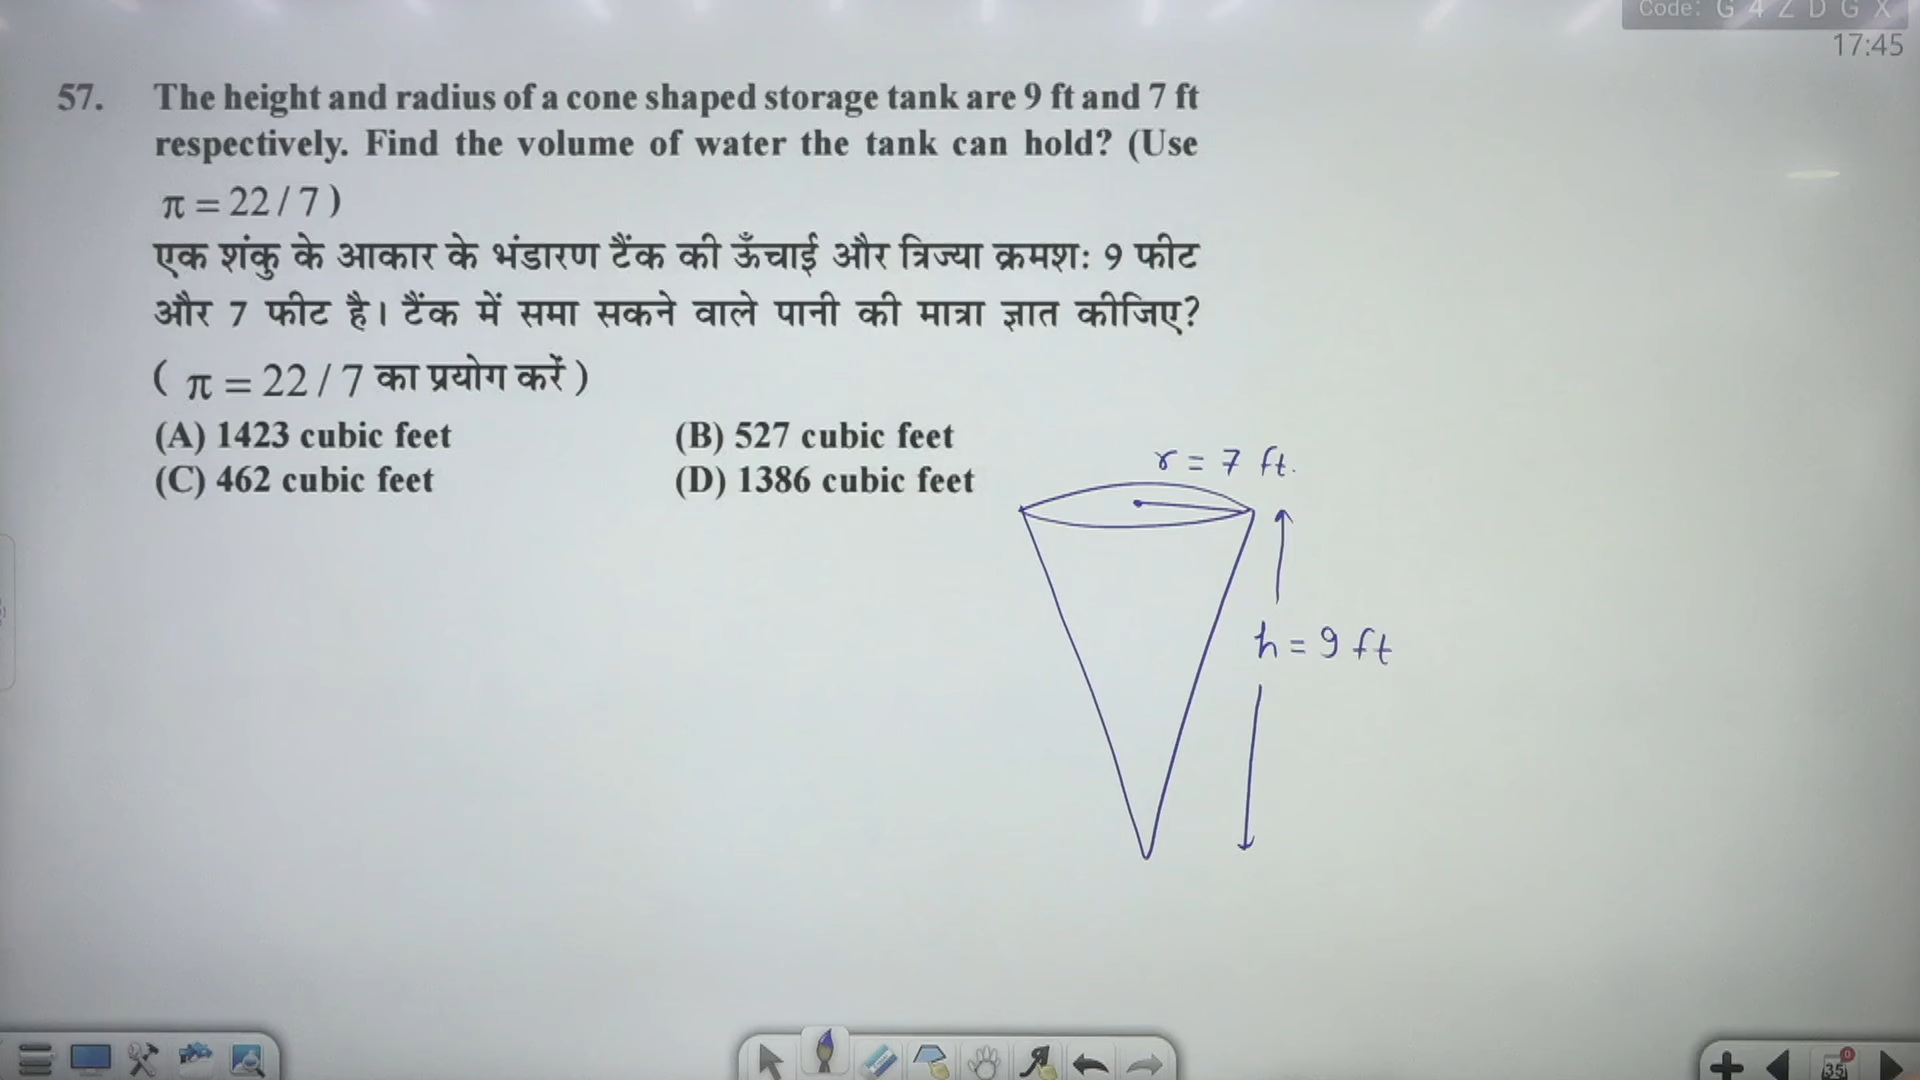 Code: G 4 Z D G X
17:45
57. The height and radius of a cone shaped storage tank are 9 ft and 7 ft
respectively. Find the volume of water the tank can hold? (Use
π = 22 / 7 )
एक शंकु के आकार के भंडारण टैंक की ऊँचाई और त्रिज्या क्रमशः 9 फीट
और 7 फीट है। टैंक में समा सकने वाले पानी की मात्रा ज्ञात कीजिए?
( π = 22 / 7 का प्रयोग करें )
(A) 1423 cubic feet (B) 527 cubic feet
(C) 462 cubic feet (D) 1386 cubic feet
r = 7 ft.
h = 9 ft
35
0